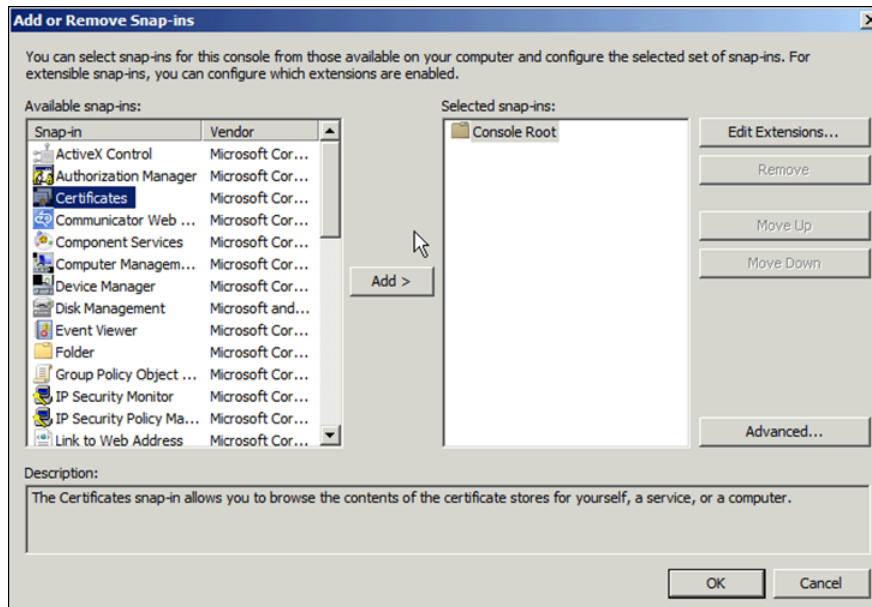 Add or Remove Snap-ins
You can select snap-ins for this console from those available on your computer and configure the selected set of snap-ins. For
extensible snap-ins, you can configure which extensions are enabled.
Available snap-ins:
Snap-in Vendor
ActiveX Control Microsoft Cor...
Authorization Manager Microsoft Cor...
Certificates Microsoft Cor...
Communicator Web ... Microsoft Cor...
Component Services Microsoft Cor...
Computer Managem... Microsoft Cor...
Device Manager Microsoft Cor...
Disk Management Microsoft and...
Event Viewer Microsoft Cor...
Folder Microsoft Cor...
Group Policy Object ... Microsoft Cor...
IP Security Monitor Microsoft Cor...
IP Security Policy Ma... Microsoft Cor...
Link to Web Address Microsoft Cor...
Add >
Selected snap-ins:
Console Root
Edit Extensions...
Remove
Move Up
Move Down
Advanced...
Description:
The Certificates snap-in allows you to browse the contents of the certificate stores for yourself, a service, or a computer.
OK Cancel